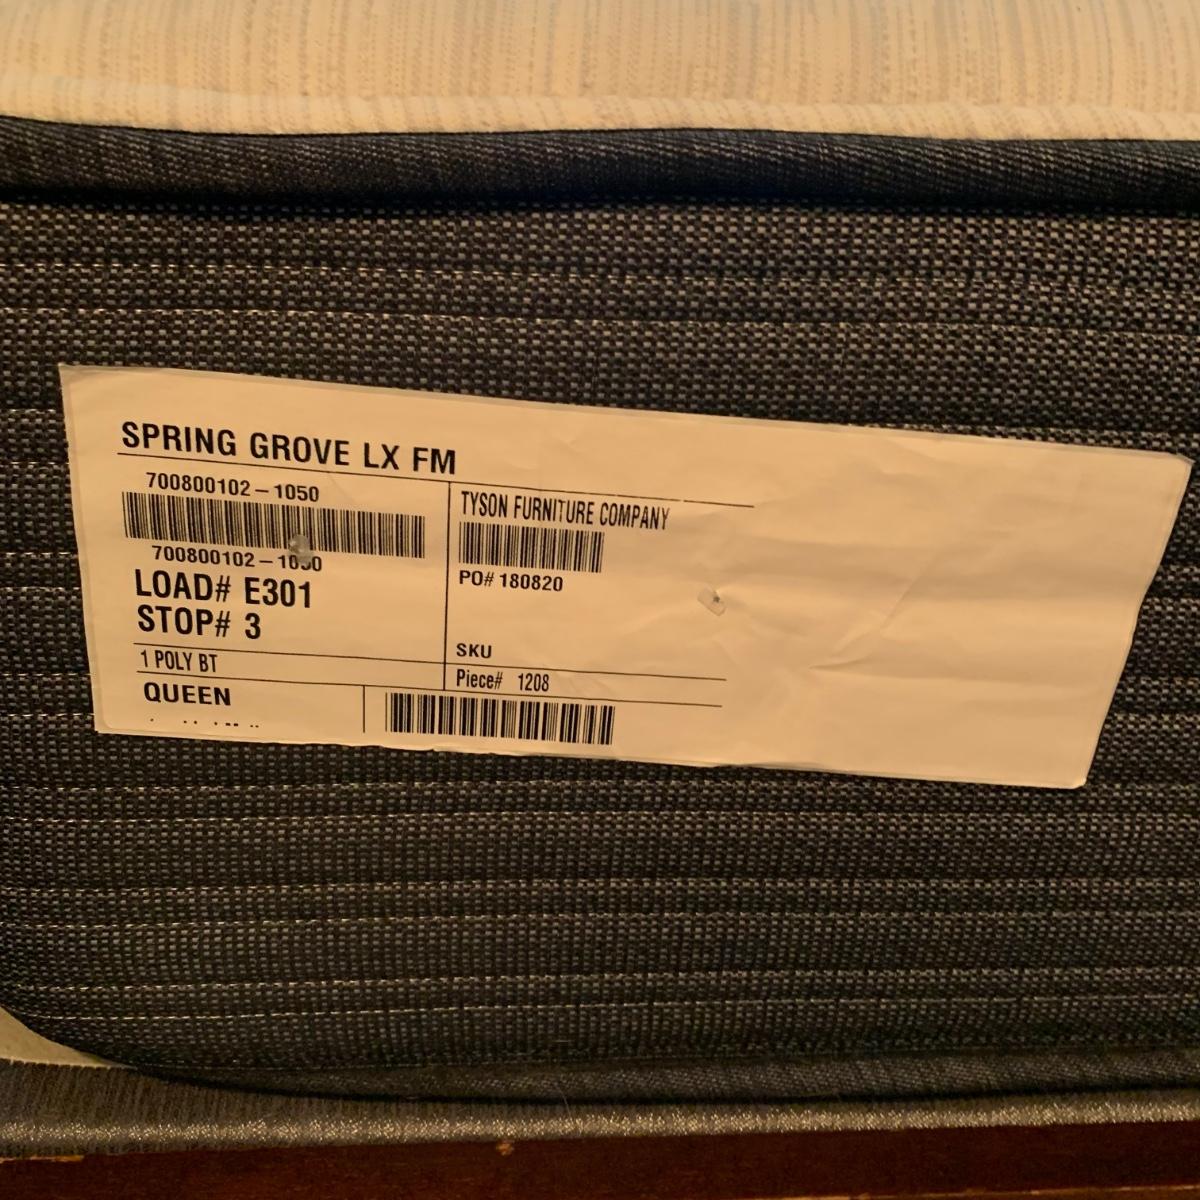 SPRING GROVE LX FM
700800102-1050
700800102-1050
LOAD# E301
STOP# 3
1 POLY BT
QUEEN
TYSON FURNITURE COMPANY
PO# 180820
SKU
Piece# 1208